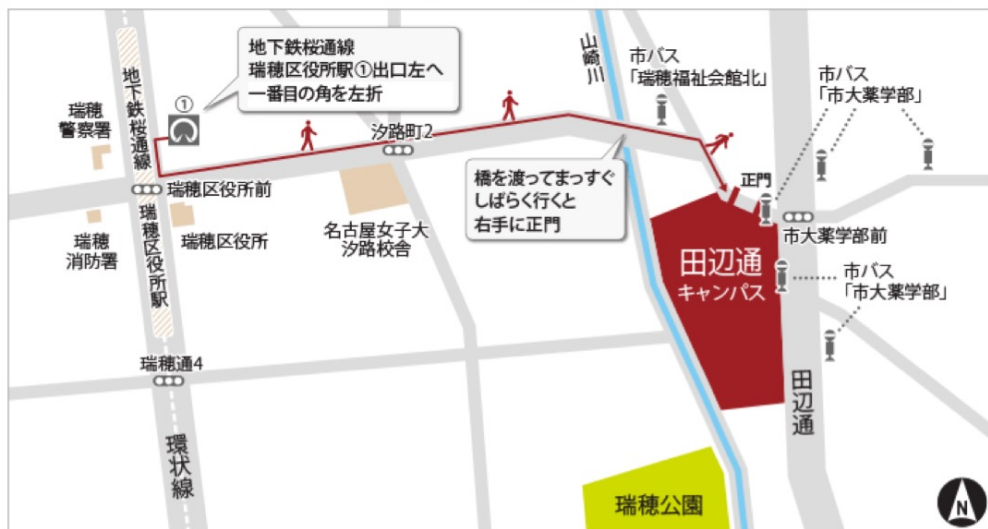 地下鉄桜通線
瑞穂区役所駅①出口左へ
一番目の角を左折
山崎川
市バス
「瑞穂福祉会館北」
市バス
「市大薬学部」
地下鉄桜通線
①
瑞穂
警察署
汐路町2
正門
橋を渡ってまっすぐ
しばらく行くと
右手に正門
瑞穂区役所前
瑞穂
消防署
瑞穂区役所
瑞穂区役所駅
名古屋女子大
汐路校舎
市大薬学部前
田辺通
キャンパス
市バス
「市大薬学部」
瑞穂通4
田辺通
環状線
瑞穂公園
N